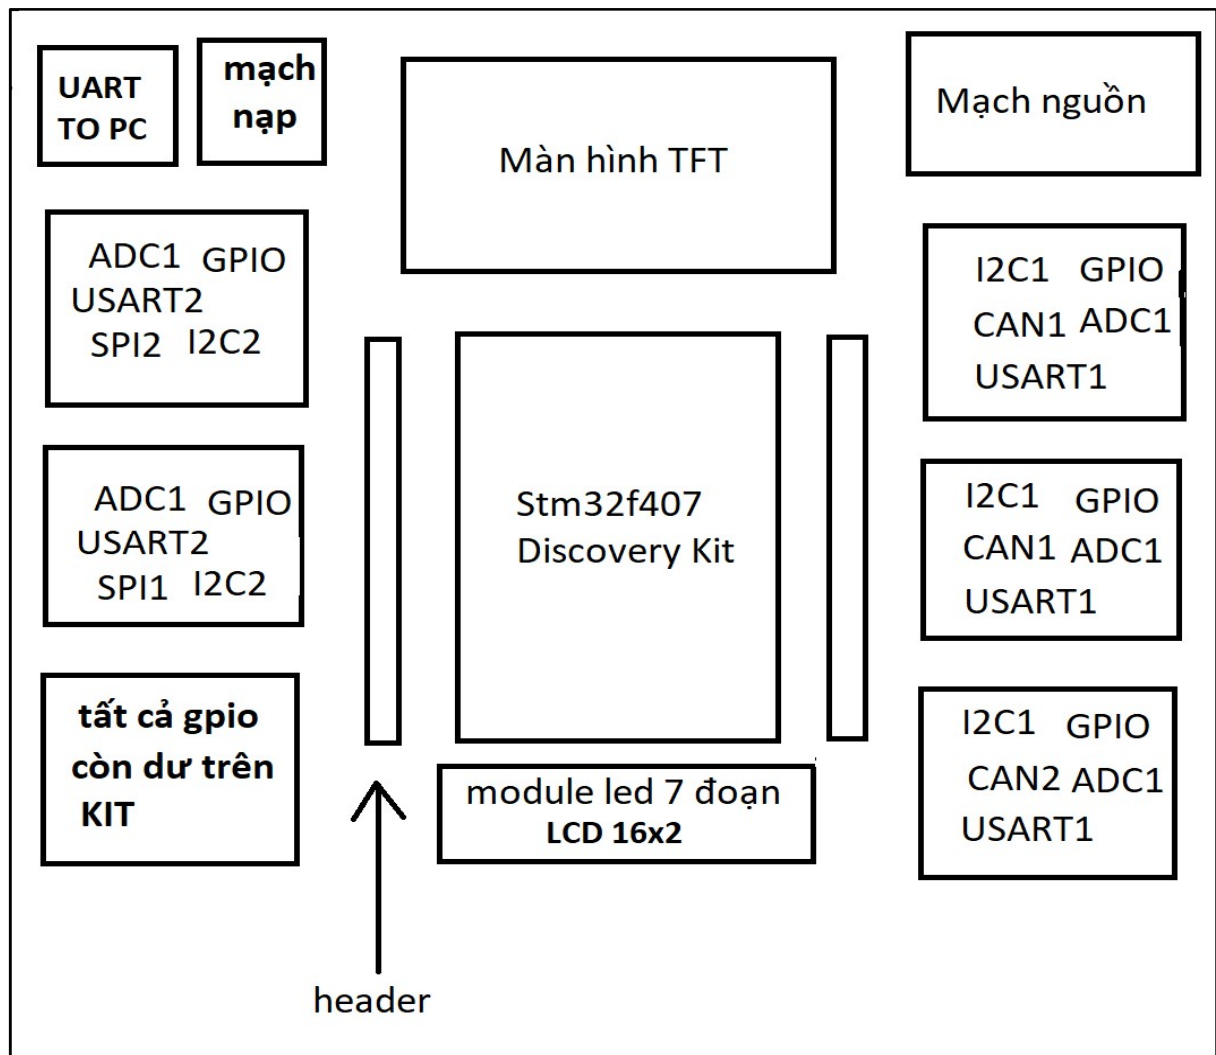 UART
TO PC
mạch
nạp
Màn hình TFT
Mạch nguồn
ADC1 GPIO
USART2
SPI2 I2C2
I2C1 GPIO
CAN1 ADC1
USART1
ADC1 GPIO
USART2
SPI1 I2C2
Stm32f407
Discovery Kit
I2C1 GPIO
CAN1 ADC1
USART1
tất cả gpio
còn dư trên
KIT
module led 7 đoạn
LCD 16x2
I2C1 GPIO
CAN2 ADC1
USART1
header